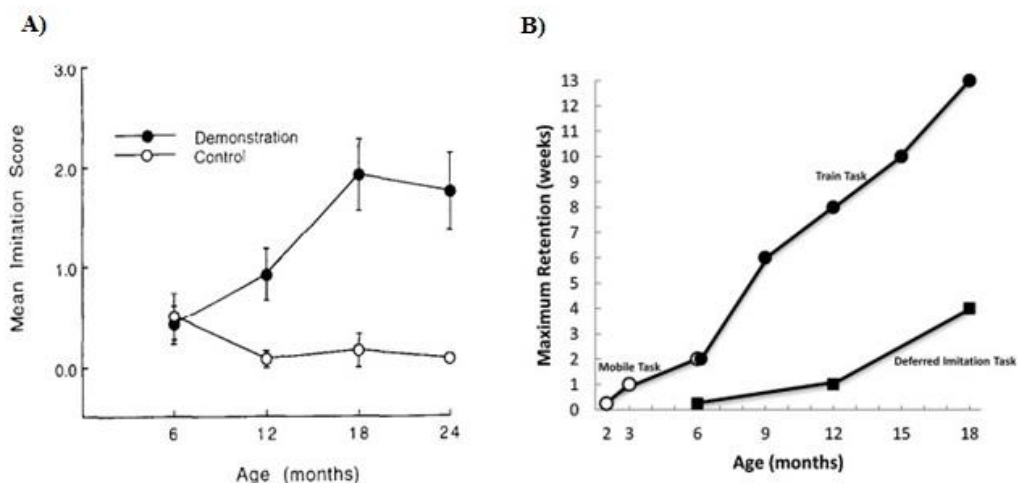 A)
Mean Imitation Score
3.0
2.0
1.0
0.0
Demonstration
Control
6 12 18 24
Age (months)
B)
Maximum Retention (weeks)
13
12
11
10
9
8
7
6
5
4
3
2
1
0
Train Task
Mobile Task
Deferred Imitation Task
2 3 6 9 12 15 18
Age (months)